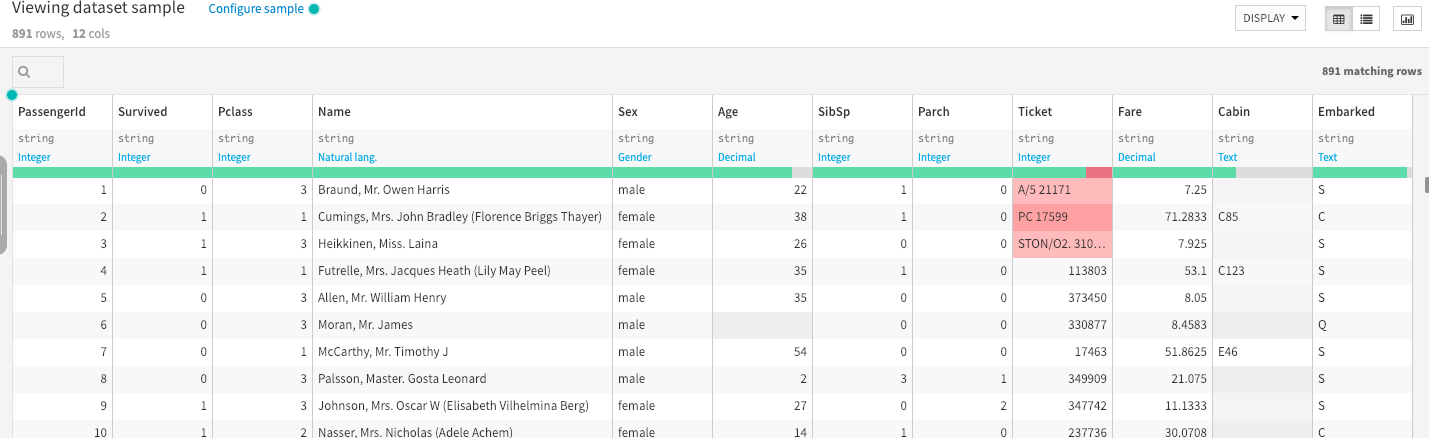 Viewing dataset sample Configure sample
DISPLAY
891 rows, 12 cols
891 matching rows
PassengerId Survived Pclass Name Sex Age SibSp Parch Ticket Fare Cabin Embarked
string string string string string string string string string string string string
Integer Integer Integer Natural lang. Gender Decimal Integer Integer Integer Decimal Text Text
1 0 3 Braund, Mr. Owen Harris male 22 1 0 A/5 21171 7.25 S
2 1 1 Cumings, Mrs. John Bradley (Florence Briggs Thayer) female 38 1 0 PC 17599 71.2833 C85 C
3 1 3 Heikkinen, Miss. Laina female 26 0 0 STON/O2. 310... 7.925 S
4 1 1 Futrelle, Mrs. Jacques Heath (Lily May Peel) female 35 1 0 113803 53.1 C123 S
5 0 3 Allen, Mr. William Henry male 35 0 0 373450 8.05 S
6 0 3 Moran, Mr. James male 0 0 330877 8.4583 Q
7 0 1 McCarthy, Mr. Timothy J male 54 0 0 17463 51.8625 E46 S
8 0 3 Palsson, Master. Gosta Leonard male 2 3 1 349909 21.075 S
9 1 3 Johnson, Mrs. Oscar W (Elisabeth Vilhelmina Berg) female 27 0 2 347742 11.1333 S
10 1 2 Nasser, Mrs. Nicholas (Adele Achem) female 14 1 0 237736 30.0708 C